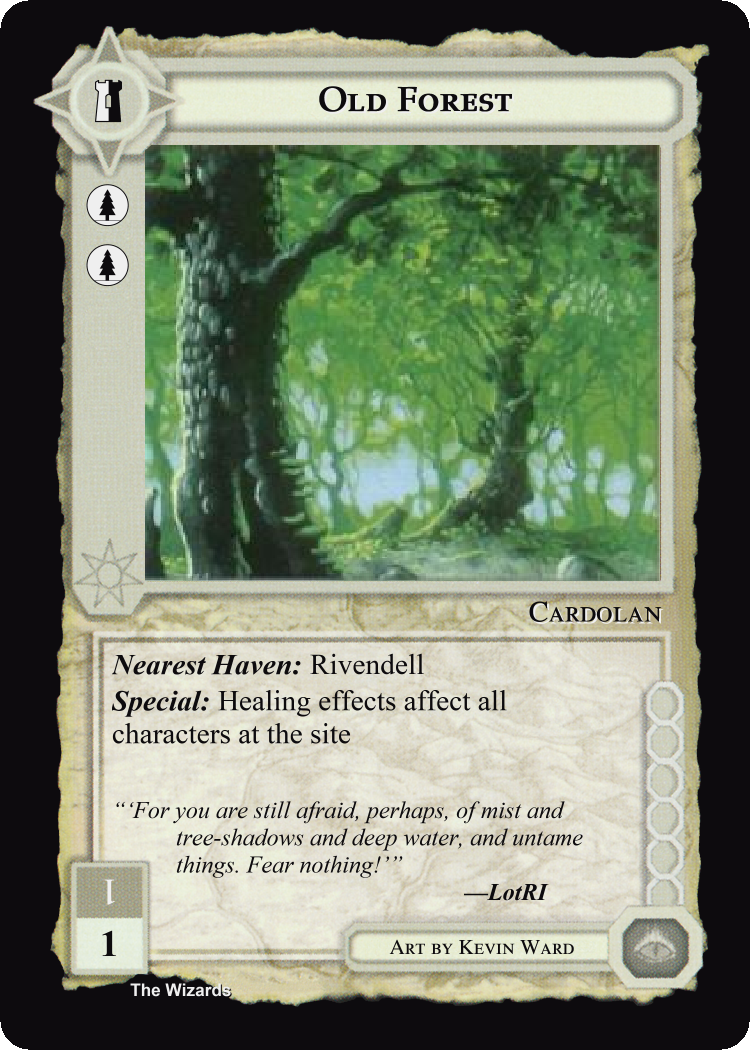 Old Forest
Cardolan
Nearest Haven: Rivendell
Special: Healing effects affect all
characters at the site
“‘For you are still afraid, perhaps, of mist and
tree-shadows and deep water, and untame
things. Fear nothing!’”
—LotRI
1
1
Art by Kevin Ward
The Wizards